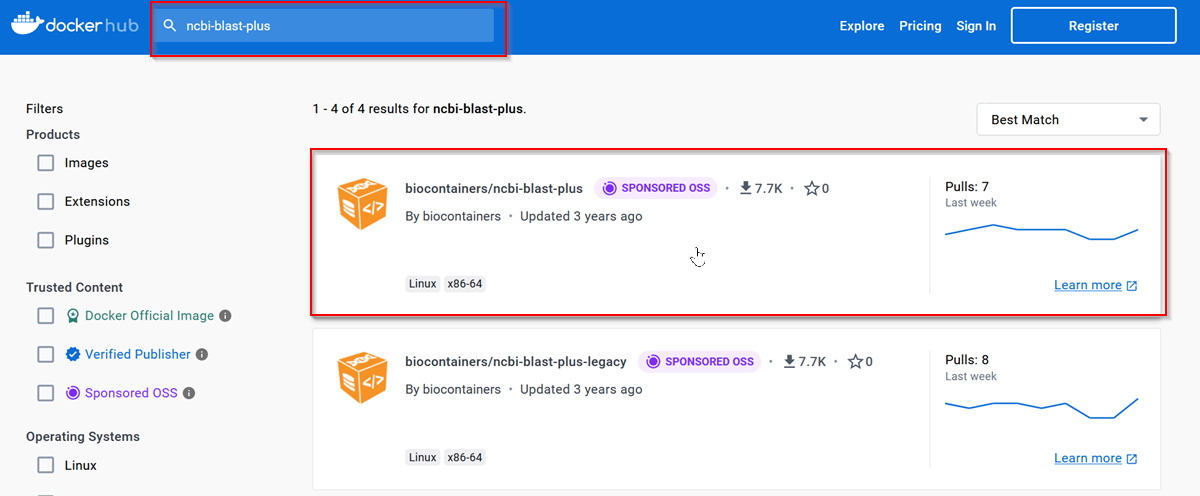 docker hub
ncbi-blast-plus
Explore Pricing Sign In Register
Filters
Products
Images
Extensions
Plugins
Trusted Content
Docker Official Image
Verified Publisher
Sponsored OSS
Operating Systems
Linux
1 - 4 of 4 results for ncbi-blast-plus.
Best Match
biocontainers/ncbi-blast-plus SPONSORED OSS • 7.7K • 0
By biocontainers • Updated 3 years ago
Linux x86-64
Pulls: 7
Last week
Learn more
biocontainers/ncbi-blast-plus-legacy SPONSORED OSS • 7.7K • 0
By biocontainers • Updated 3 years ago
Linux x86-64
Pulls: 8
Last week
Learn more